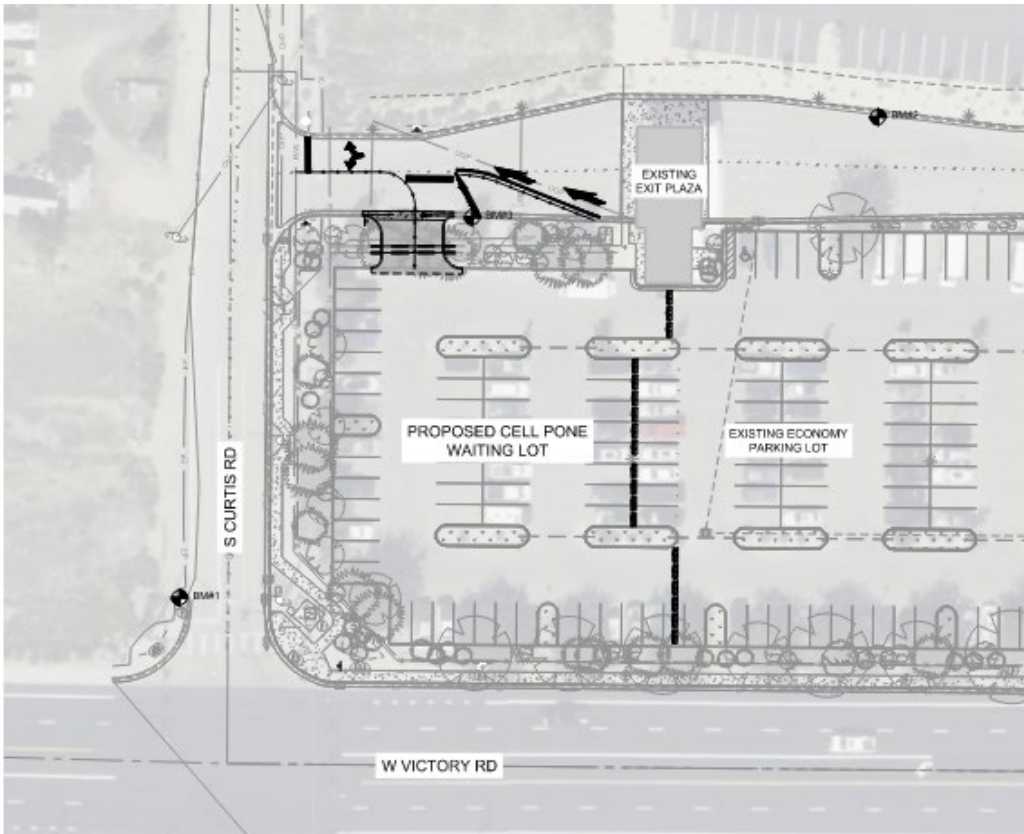 BM#2
EXISTING
EXIT PLAZA
BM#3
PROPOSED CELL PONE
WAITING LOT
EXISTING ECONOMY
PARKING LOT
S CURTIS RD
BM#1
W VICTORY RD